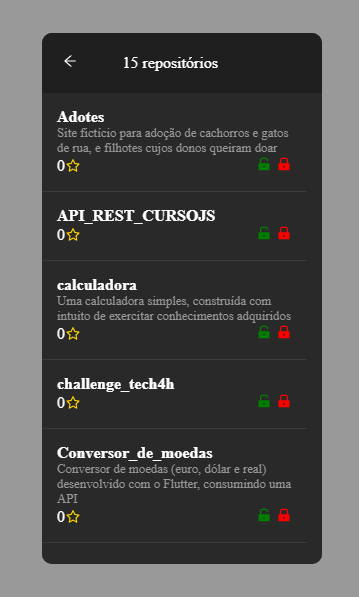 15 repositórios
Adotes
Site fictício para adoção de cachorros e gatos
de rua, e filhotes cujos donos queiram doar
0
API_REST_CURSOJS
0
calculadora
Uma calculadora simples, construída com
intuito de exercitar conhecimentos adquiridos
0
challenge_tech4h
0
Conversor_de_moedas
Conversor de moedas (euro, dólar e real)
desenvolvido com o Flutter, consumindo uma
API
0